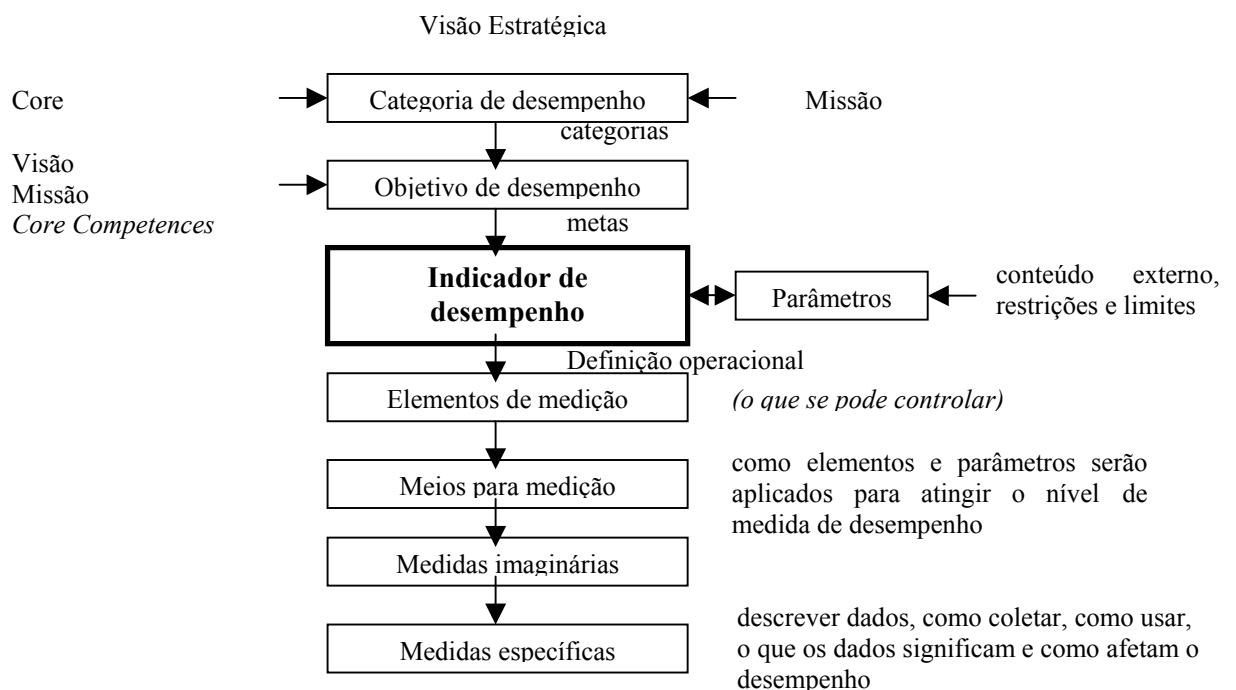 Visão Estratégica
Core
Categoria de desempenho
Missão
categorias
Visão
Missão
Core Competences
Objetivo de desempenho
metas
Indicador de
desempenho
Parâmetros
conteúdo externo,
restrições e limites
Definição operacional
Elementos de medição
(o que se pode controlar)
Meios para medição
como elementos e parâmetros serão
aplicados para atingir o nível de
medida de desempenho
Medidas imaginárias
Medidas específicas
descrever dados, como coletar, como usar,
o que os dados significam e como afetam o
desempenho